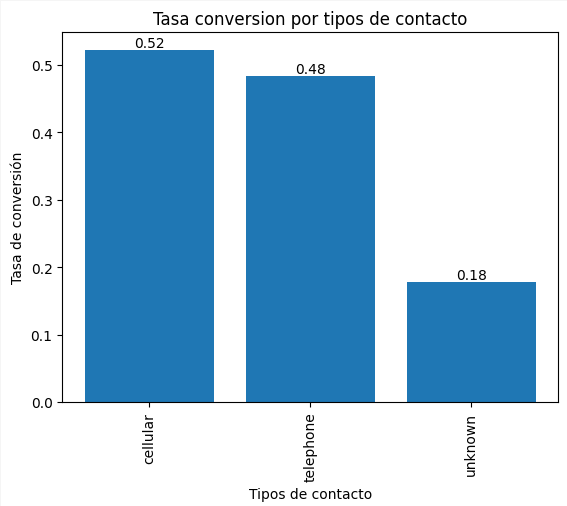 Tasa conversion por tipos de contacto
0.52
0.48
0.18
0.5
0.4
0.3
0.2
0.1
0.0
Tasa de conversión
cellular
telephone
unknown
Tipos de contacto